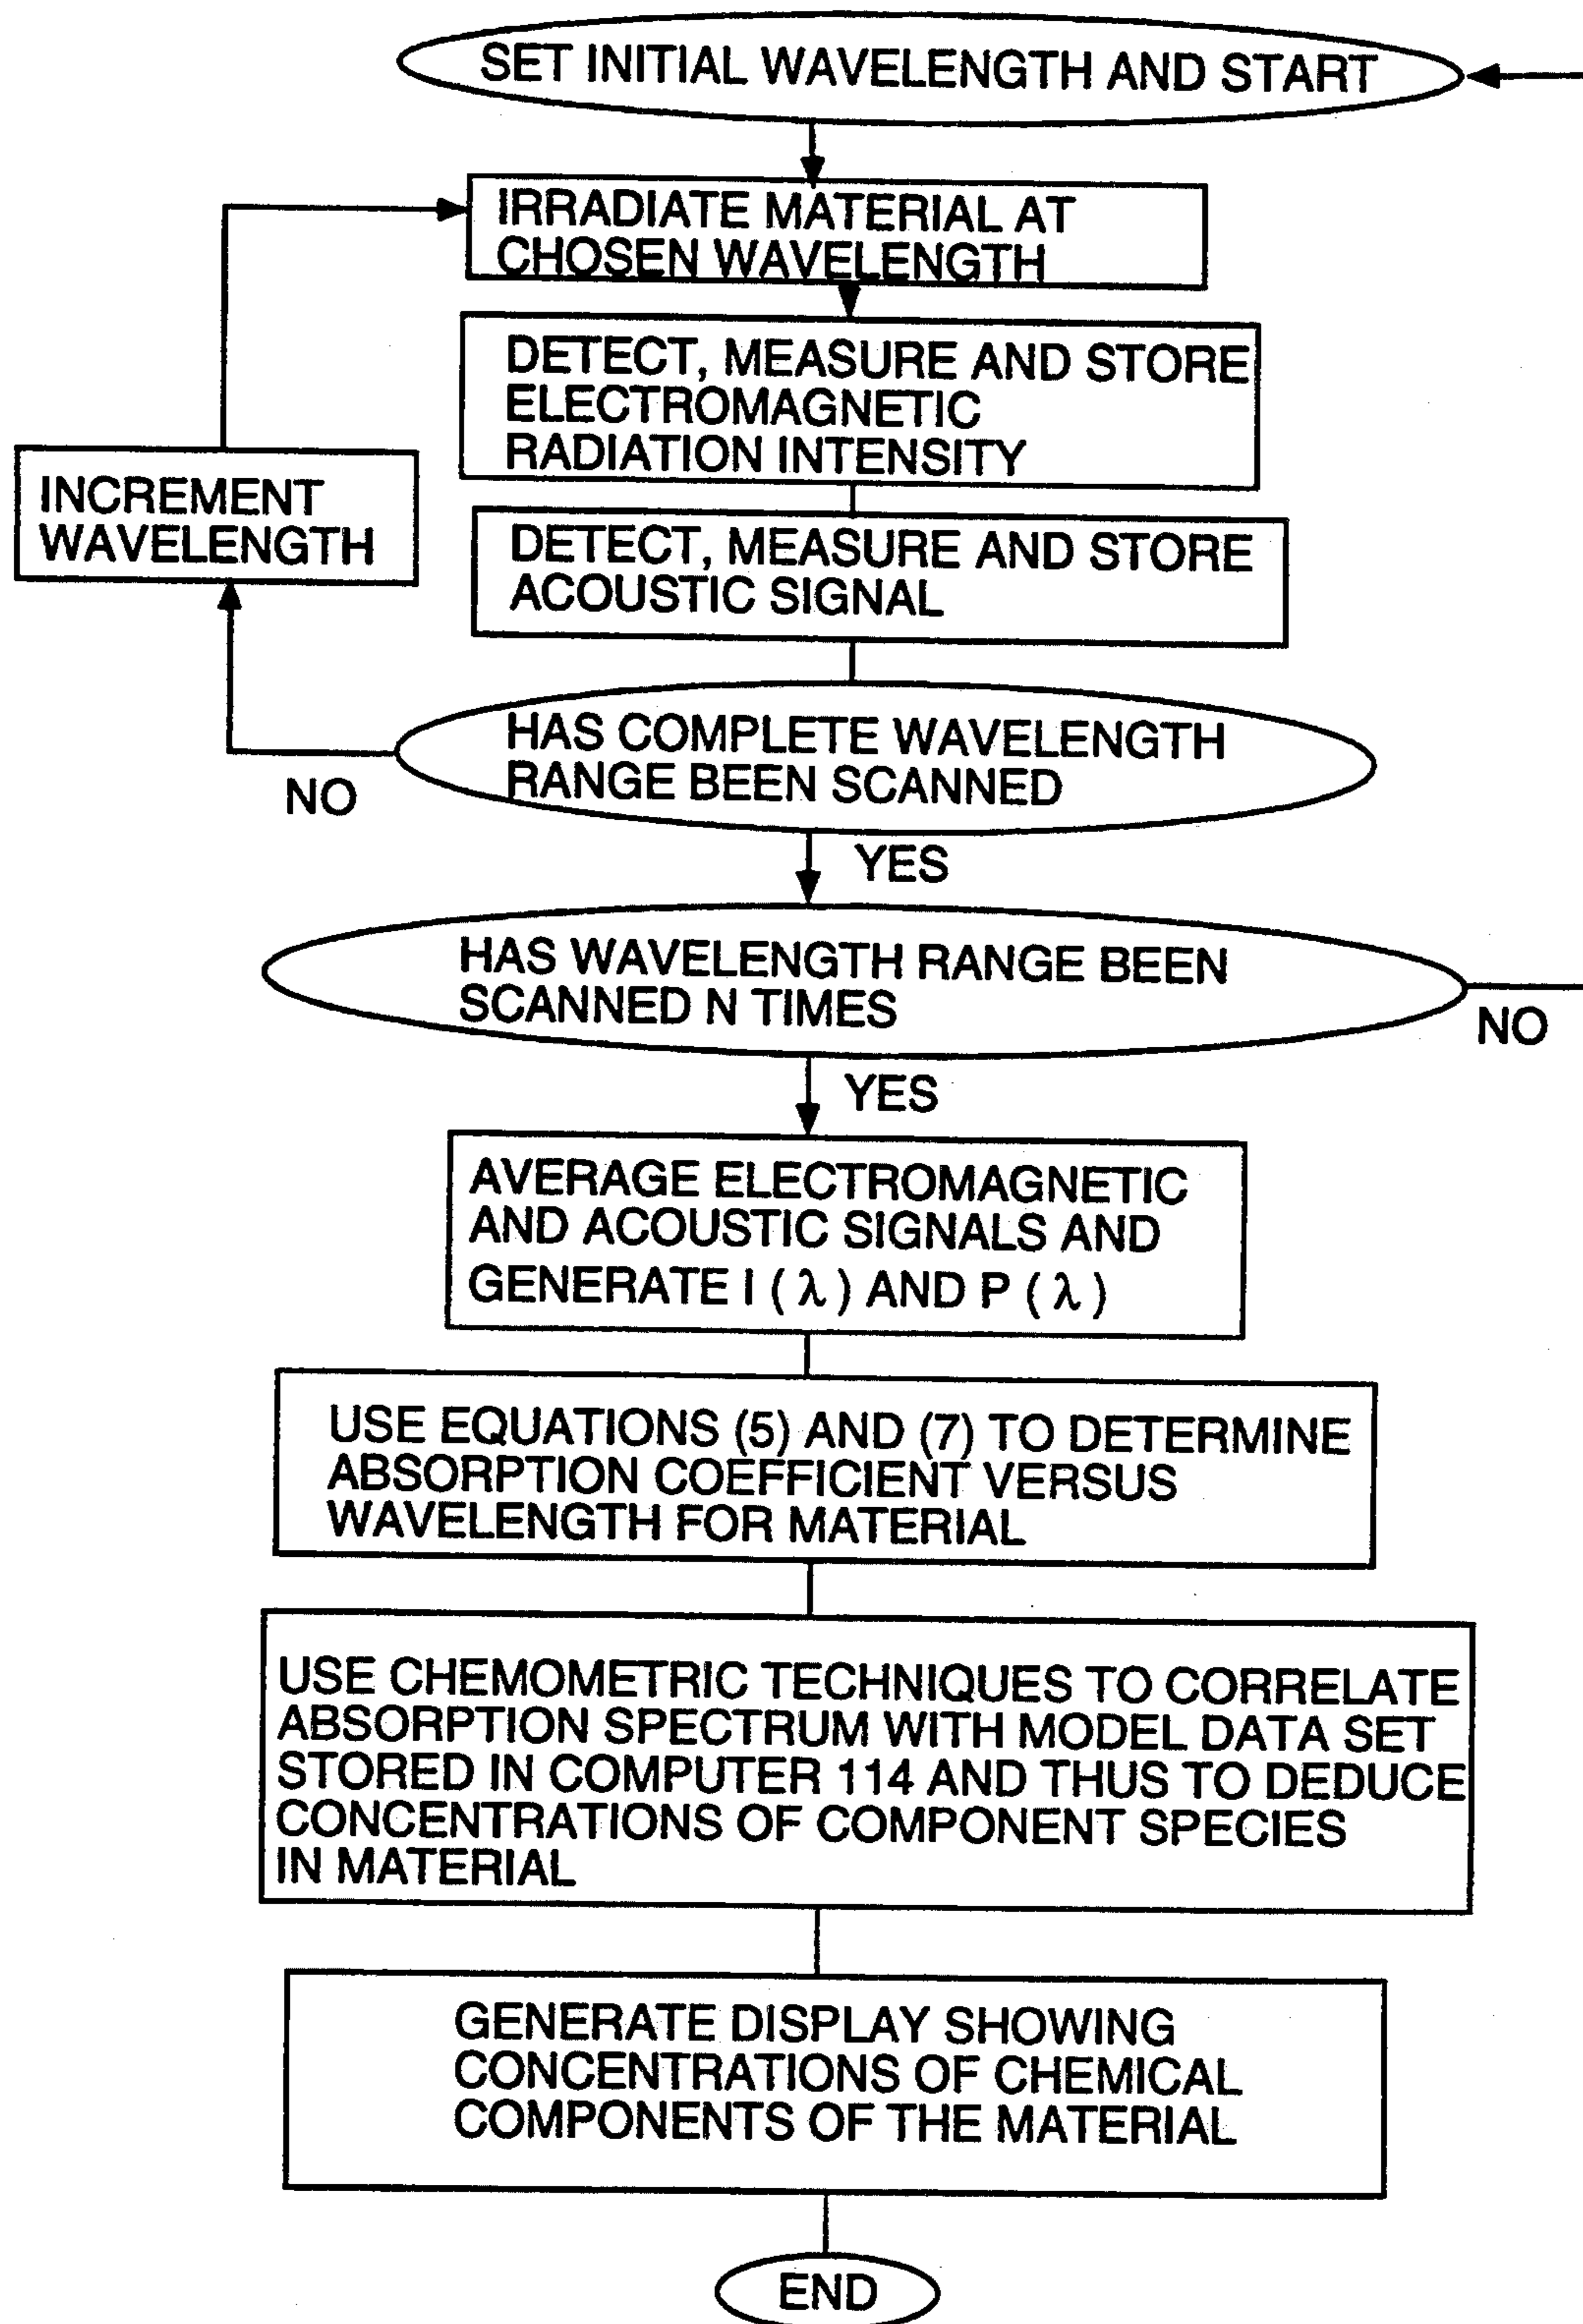 SET INITIAL WAVELENGTH AND START
IRRADIATE MATERIAL AT
CHOSEN WAVELENGTH
DETECT, MEASURE AND STORE
ELECTROMAGNETIC
RADIATION INTENSITY
INCREMENT
WAVELENGTH
DETECT, MEASURE AND STORE
ACOUSTIC SIGNAL
HAS COMPLETE WAVELENGTH
RANGE BEEN SCANNED
NO
YES
HAS WAVELENGTH RANGE BEEN
SCANNED N TIMES
NO
YES
AVERAGE ELECTROMAGNETIC
AND ACOUSTIC SIGNALS AND
GENERATE I ( λ ) AND P ( λ )
USE EQUATIONS (5) AND (7) TO DETERMINE
ABSORPTION COEFFICIENT VERSUS
WAVELENGTH FOR MATERIAL
USE CHEMOMETRIC TECHNIQUES TO CORRELATE
ABSORPTION SPECTRUM WITH MODEL DATA SET
STORED IN COMPUTER 114 AND THUS TO DEDUCE
CONCENTRATIONS OF COMPONENT SPECIES
IN MATERIAL
GENERATE DISPLAY SHOWING
CONCENTRATIONS OF CHEMICAL
COMPONENTS OF THE MATERIAL
END